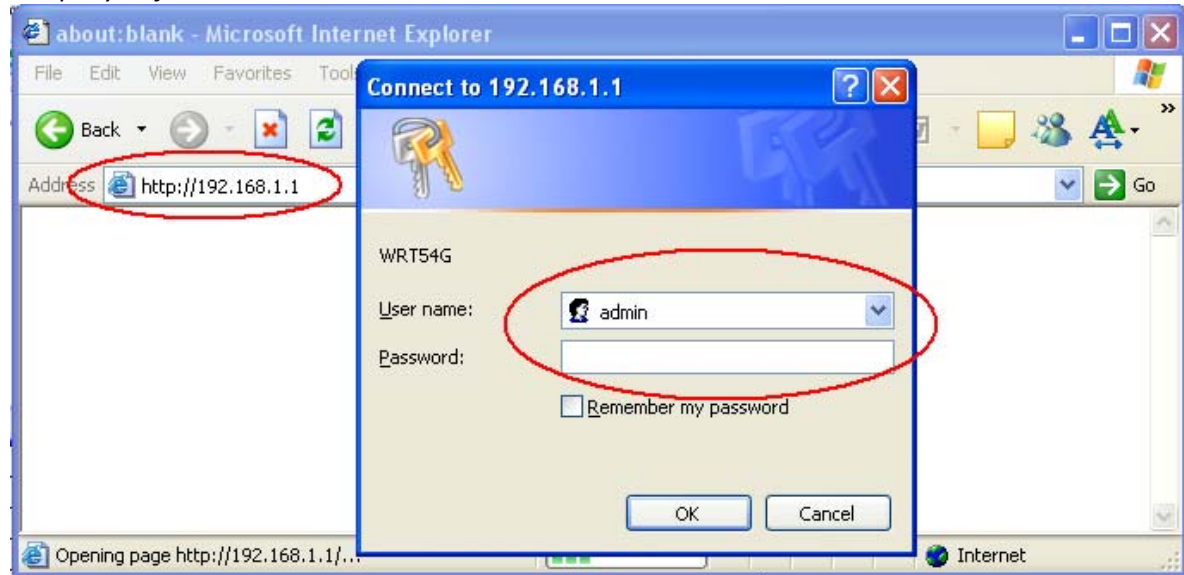 about:blank - Microsoft Internet Explorer
File Edit View Favorites
Connect to 192.168.1.1
Back
Address http://192.168.1.1
Go
WRT54G
User name: admin
Password:
Remember my password
OK Cancel
Opening page http://192.168.1.1/...
Internet